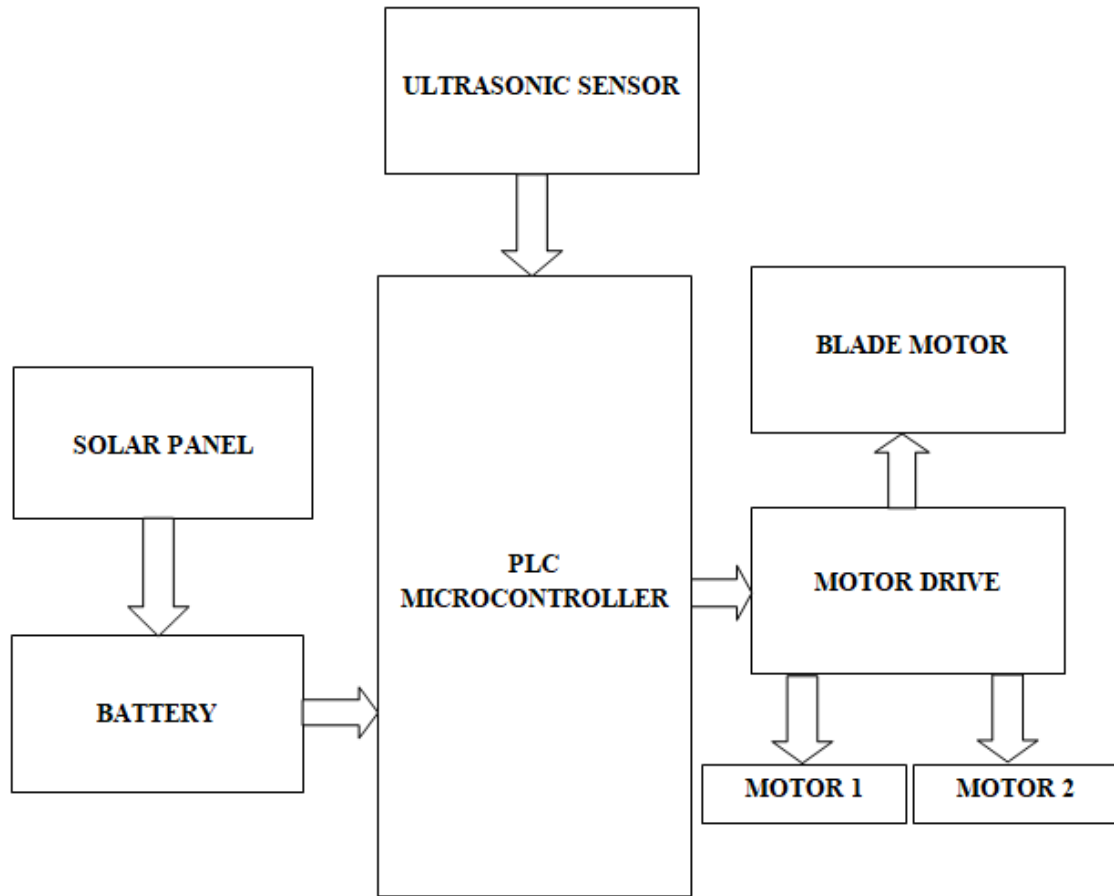 ULTRASONIC SENSOR
BLADE MOTOR
SOLAR PANEL
PLC
MICROCONTROLLER
MOTOR DRIVE
BATTERY
MOTOR 1
MOTOR 2